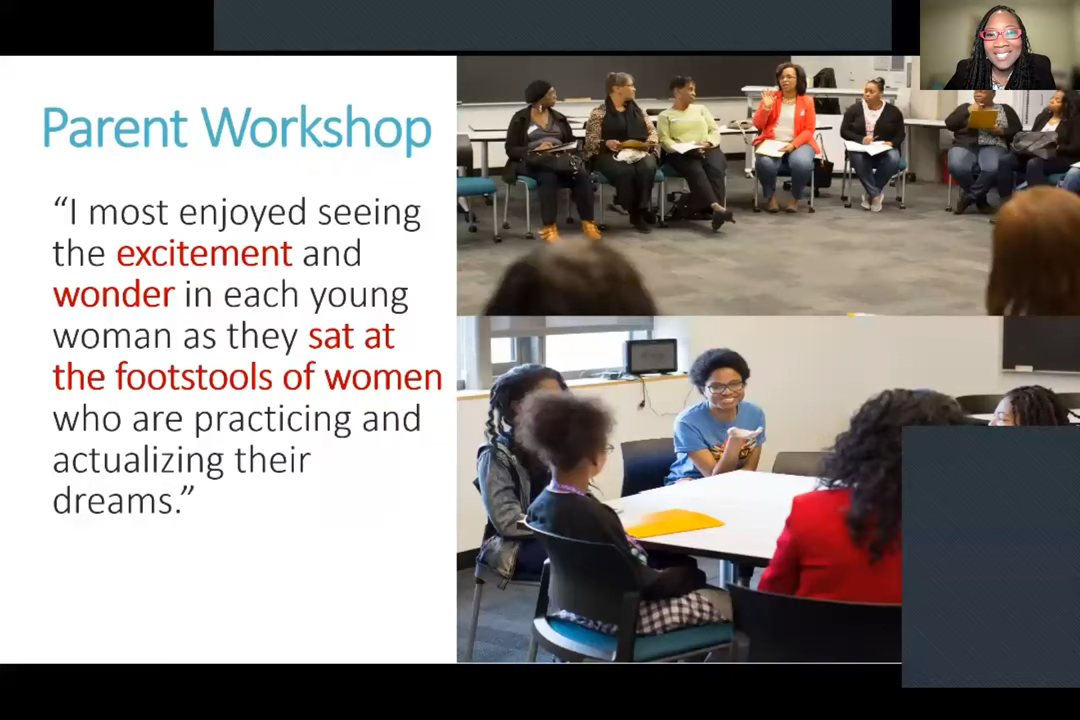 Parent Workshop
“I most enjoyed seeing
the excitement and
wonder in each young
woman as they sat at
the footstools of women
who are practicing and
actualizing their
dreams.”